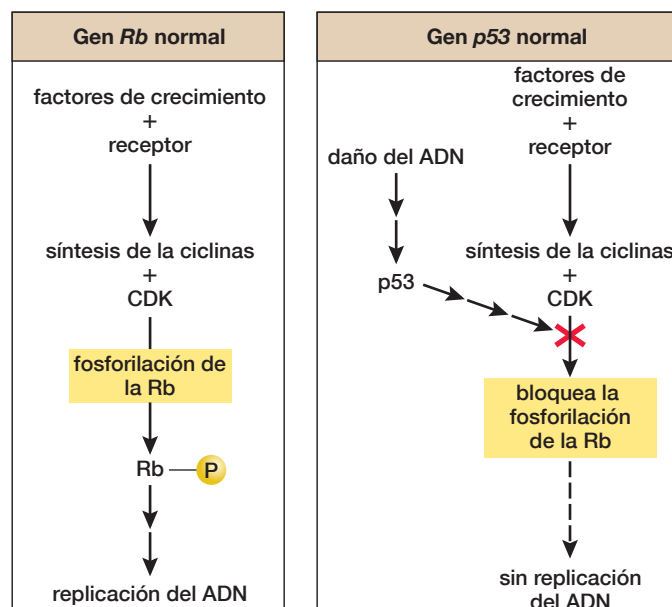 Gen Rb normal
factores de crecimiento
+
receptor
síntesis de la ciclinas
+
CDK
fosforilación de
la Rb
Rb
P
replicación del ADN
Gen p53 normal
factores de
crecimiento
+
receptor
daño del ADN
p53
síntesis de la ciclinas
+
CDK
bloquea la
fosforilación
de la Rb
sin replicación
del ADN